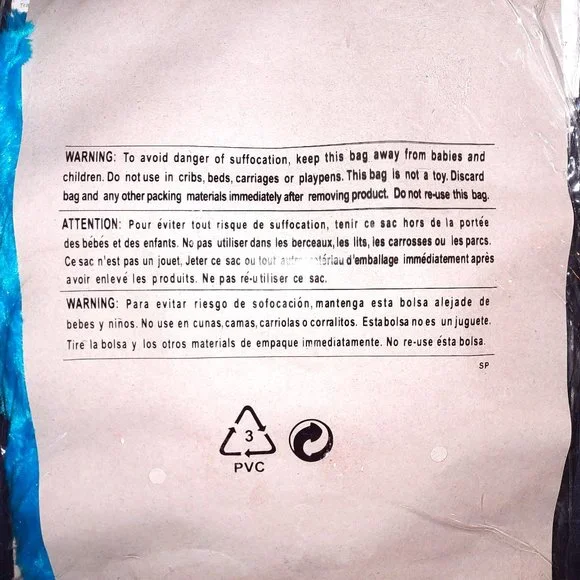 WARNING: To avoid danger of suffocation, keep this bag away from babies and
children. Do not use in cribs, beds, carriages or playpens. This bag is not a toy. Discard
bag and any other packing materials immediately after removing product. Do not re-use this bag.
ATTENTION: Pour éviter tout risque de suffocation, tenir ce sac hors de la portée
des bébés et des enfants. No pas utiliser dans les berceaux, les lits, les carrosses ou les parcs.
Ce sac n'est pas un jouet, Jeter ce sac ou tout d'emballage immédiatement après
avoir enlevé les produits. Ne pas ré-utiliser ce sac.
WARNING: Para evitar riesgo de sofocación, mantenga esta bolsa alejade de
bebes y niños. No use en cunas, camas, carriolas o corralitos. Esta bolsa no es un juguete.
Tire la bolsa y los otros materials de empaque immediatamente. No re-use ésta bolsa.
SP
3
PVC